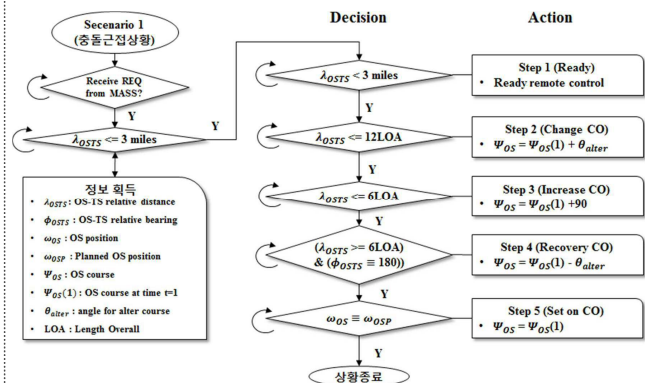 Decision
Action
Secenario 1
(충돌근접상황)
Receive REQ
from MASS?
Y
λOSTS <= 3 miles
Y
Y
정보 획득
• λOSTS : OS-TS relative distance
• ϕOSTS : OS-TS relative bearing
• ωOS : OS position
• ωOSP : Planned OS position
• ΨOS : OS course
• ΨOS(1) : OS course at time t=1
• θalter : angle for alter course
• LOA : Length Overall
λOSTS < 3 miles
Y
Step 1 (Ready)
• Ready remote control
λOSTS <= 12LOA
Y
Step 2 (Change CO)
• ΨOS = ΨOS(1) + θalter
λOSTS <= 6LOA
Y
Step 3 (Increase CO)
• ΨOS = ΨOS(1) +90
(λOSTS >= 6LOA)
& (ϕOSTS ≡ 180))
Y
Step 4 (Recovery CO)
• ΨOS = ΨOS(1) - θalter
ωOS ≡ ωOSP
Y
Step 5 (Set on CO)
• ΨOS = ΨOS(1)
상황종료